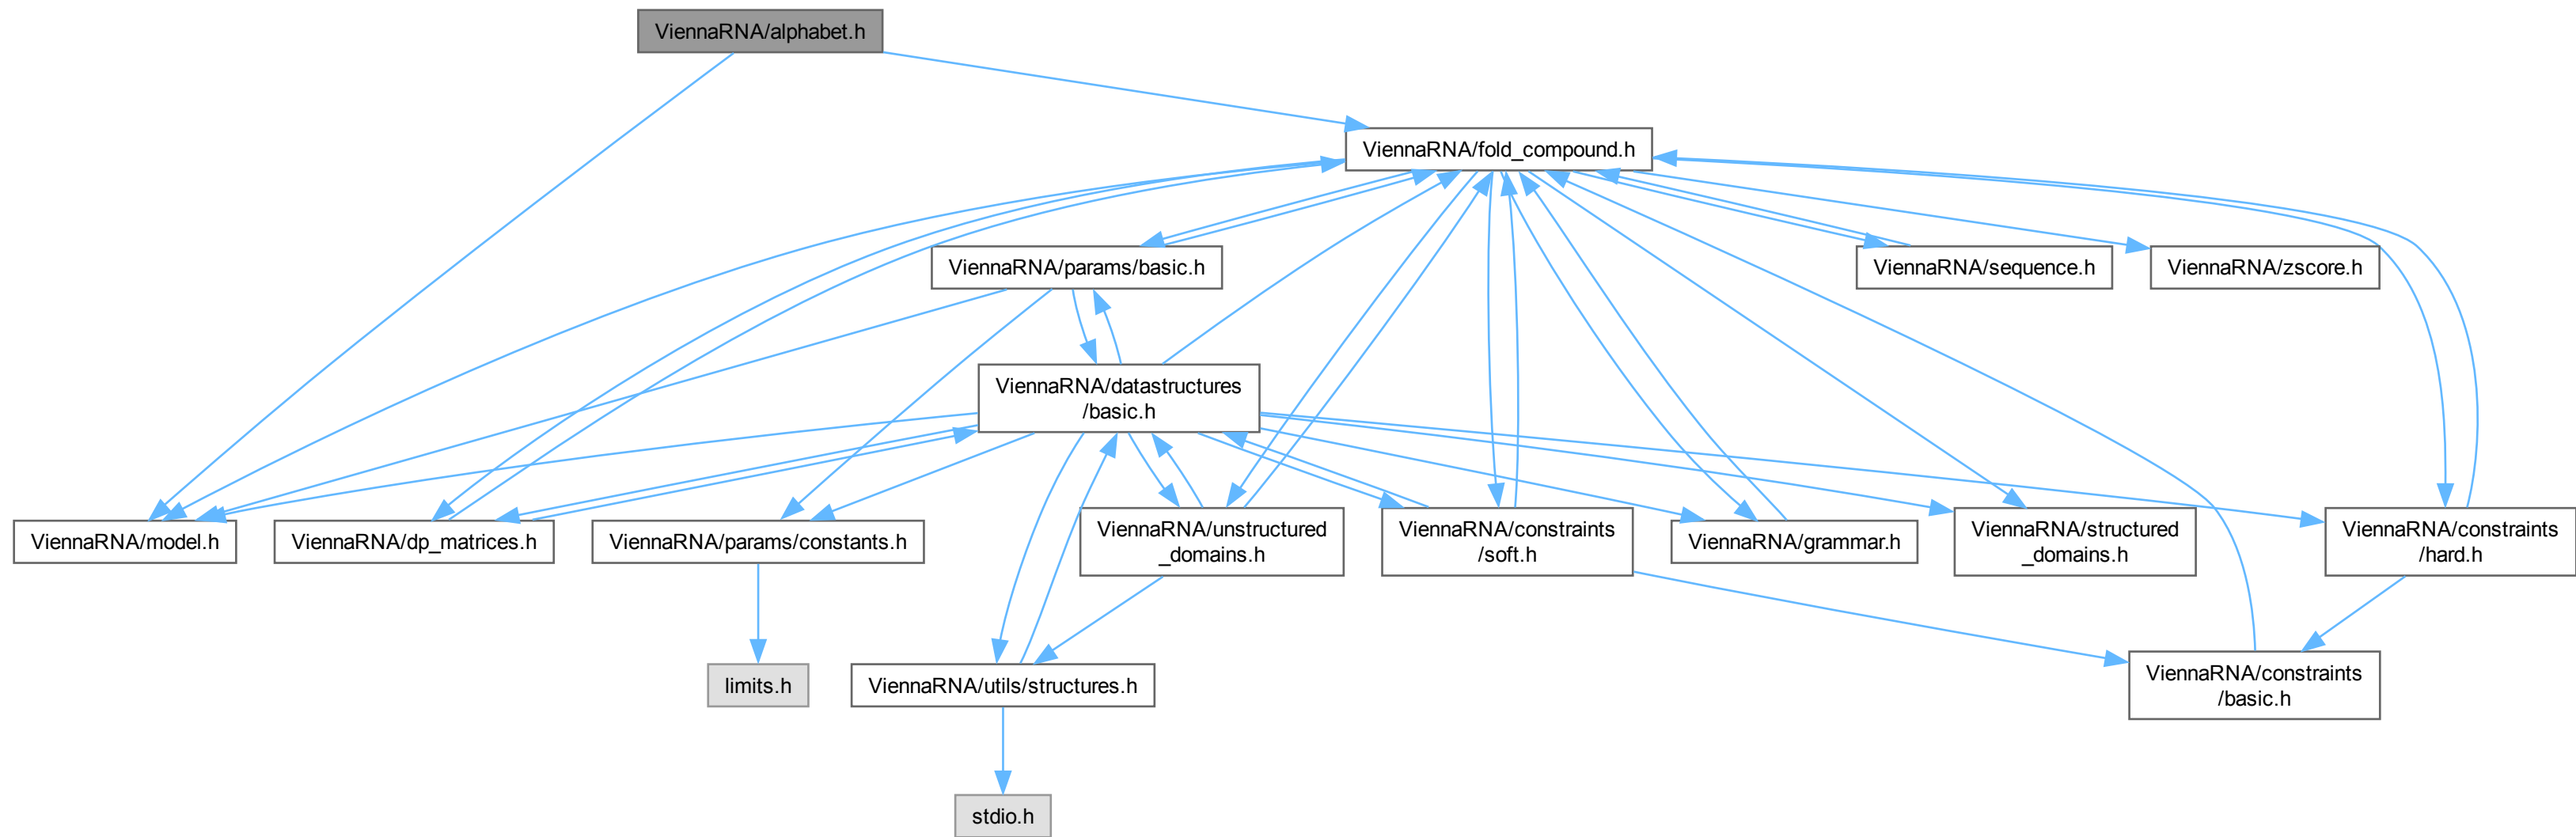 ViennaRNA/alphabet.h
ViennaRNA/fold_compound.h
ViennaRNA/params/basic.h
ViennaRNA/sequence.h
ViennaRNA/zscore.h
ViennaRNA/datastructures
/basic.h
ViennaRNA/model.h
ViennaRNA/dp_matrices.h
ViennaRNA/params/constants.h
ViennaRNA/unstructured
_domains.h
ViennaRNA/constraints
/soft.h
ViennaRNA/grammar.h
ViennaRNA/structured
_domains.h
ViennaRNA/constraints
/hard.h
limits.h
ViennaRNA/utils/structures.h
ViennaRNA/constraints
/basic.h
stdio.h